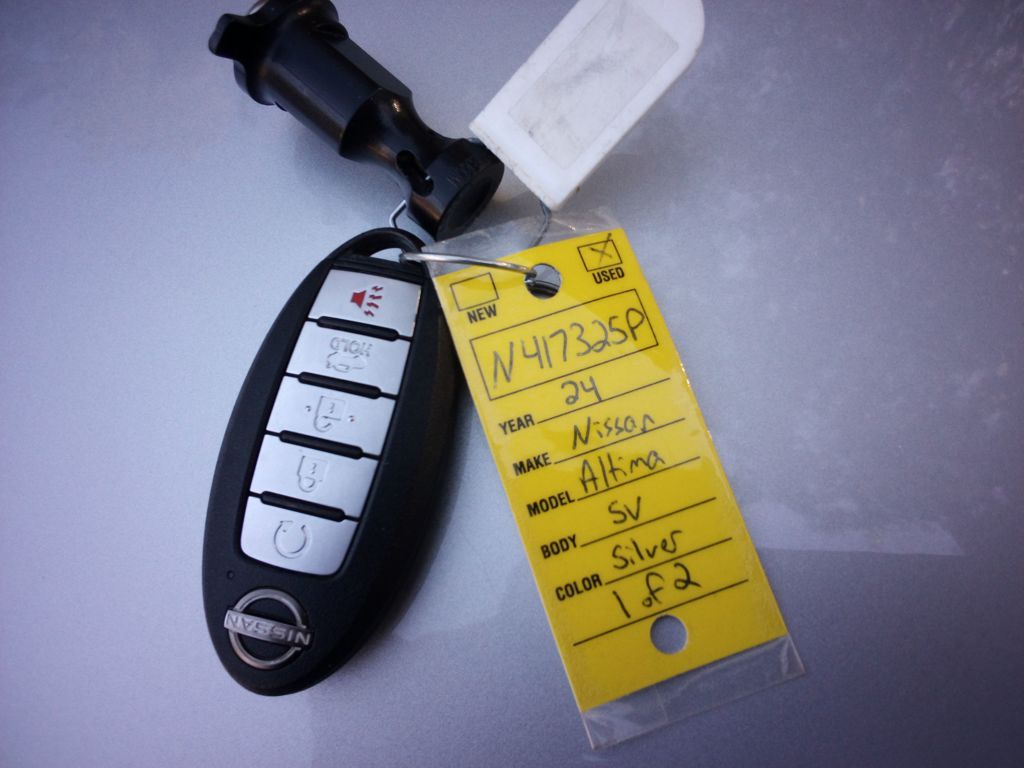 HOLD
NISSAN
NEW
USED
N417325P
YEAR 24
MAKE Nissan
MODEL Altima
BODY SV
COLOR Silver
1 of 2